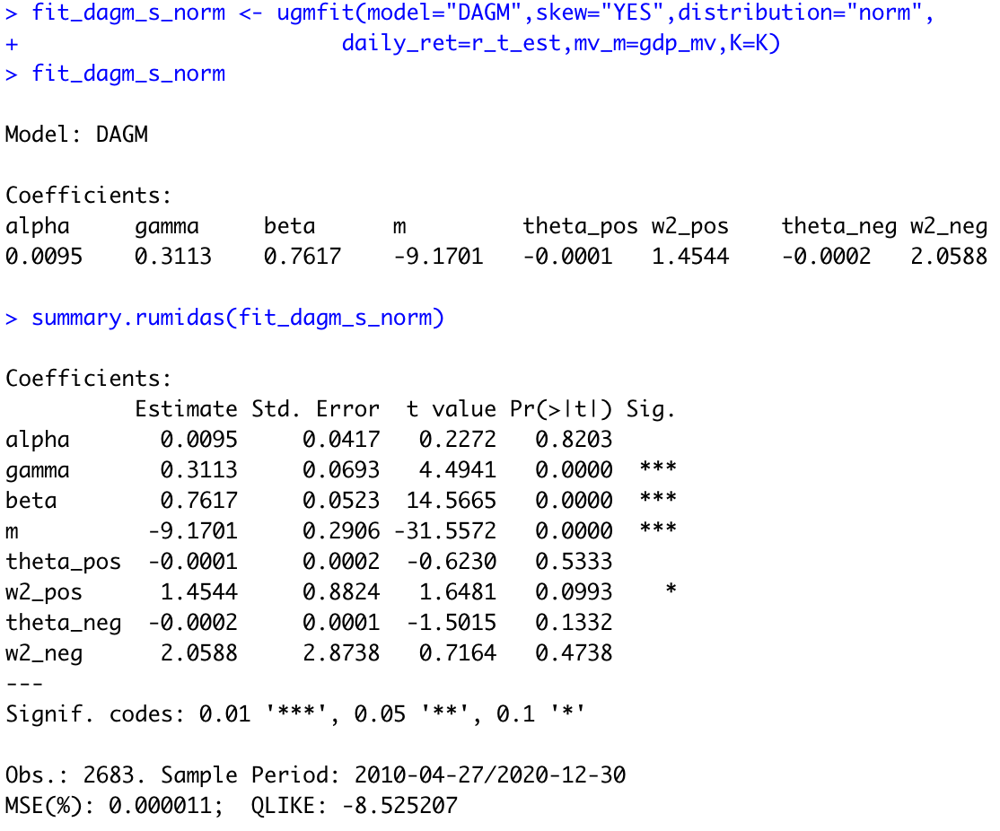 > fit_dagm_s_norm <- ugmfit(model="DAGM",skew="YES",distribution="norm",
+                          daily_ret=r_t_est,mv_m=gdp_mv,K=K)
> fit_dagm_s_norm

Model: DAGM

Coefficients:
alpha     gamma     beta      m         theta_pos w2_pos    theta_neg w2_neg
0.0095    0.3113    0.7617    -9.1701   -0.0001   1.4544    -0.0002   2.0588

> summary.rumidas(fit_dagm_s_norm)

Coefficients:
          Estimate Std. Error  t value Pr(>|t|) Sig.
alpha       0.0095     0.0417   0.2272   0.8203
gamma       0.3113     0.0693   4.4941   0.0000  ***
beta        0.7617     0.0523  14.5665   0.0000  ***
m          -9.1701     0.2906 -31.5572   0.0000  ***
theta_pos  -0.0001     0.0002  -0.6230   0.5333
w2_pos      1.4544     0.8824   1.6481   0.0993    *
theta_neg  -0.0002     0.0001  -1.5015   0.1332
w2_neg      2.0588     2.8738   0.7164   0.4738
---
Signif. codes: 0.01 '***', 0.05 '**', 0.1 '*'

Obs.: 2683. Sample Period: 2010-04-27/2020-12-30
MSE(%): 0.000011;  QLIKE: -8.525207